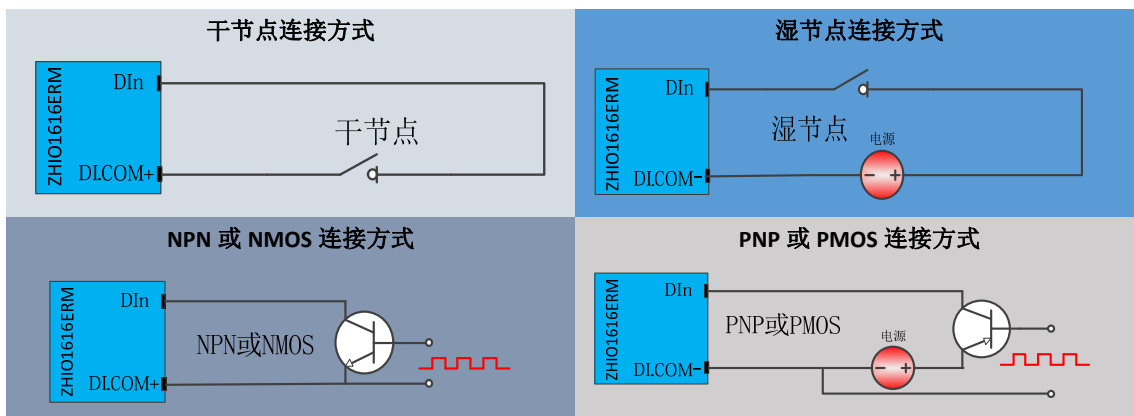 干节点连接方式
ZHIO1616ERM
DIn
干节点
DI.COM+
湿节点连接方式
ZHIO1616ERM
DIn
湿节点
电源
DI.COM-
- +
NPN 或 NMOS 连接方式
ZHIO1616ERM
DIn
NPN或NMOS
DI.COM+
PNP 或 PMOS 连接方式
ZHIO1616ERM
DIn
PNP或PMOS
电源
DI.COM-
- +